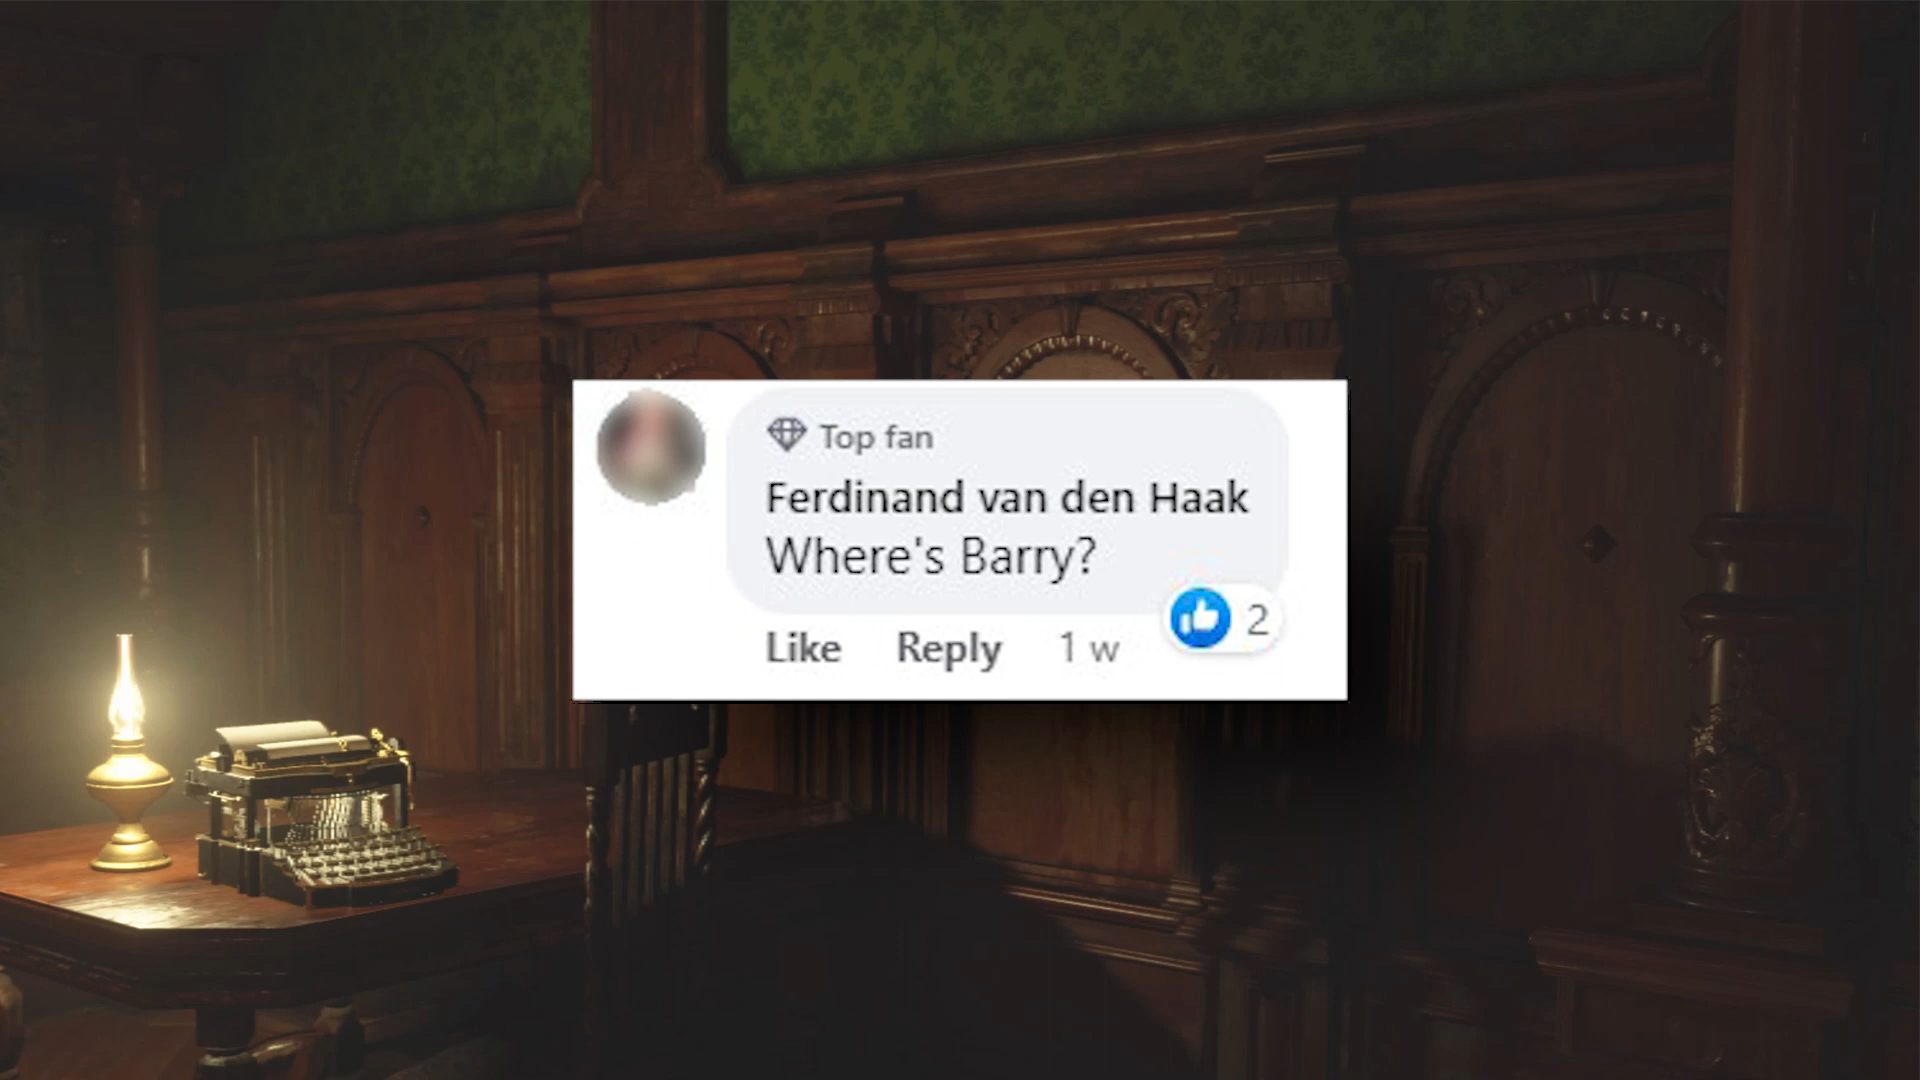 Top fan
Ferdinand van den Haak
Where's Barry?
2
Like Reply 1 w